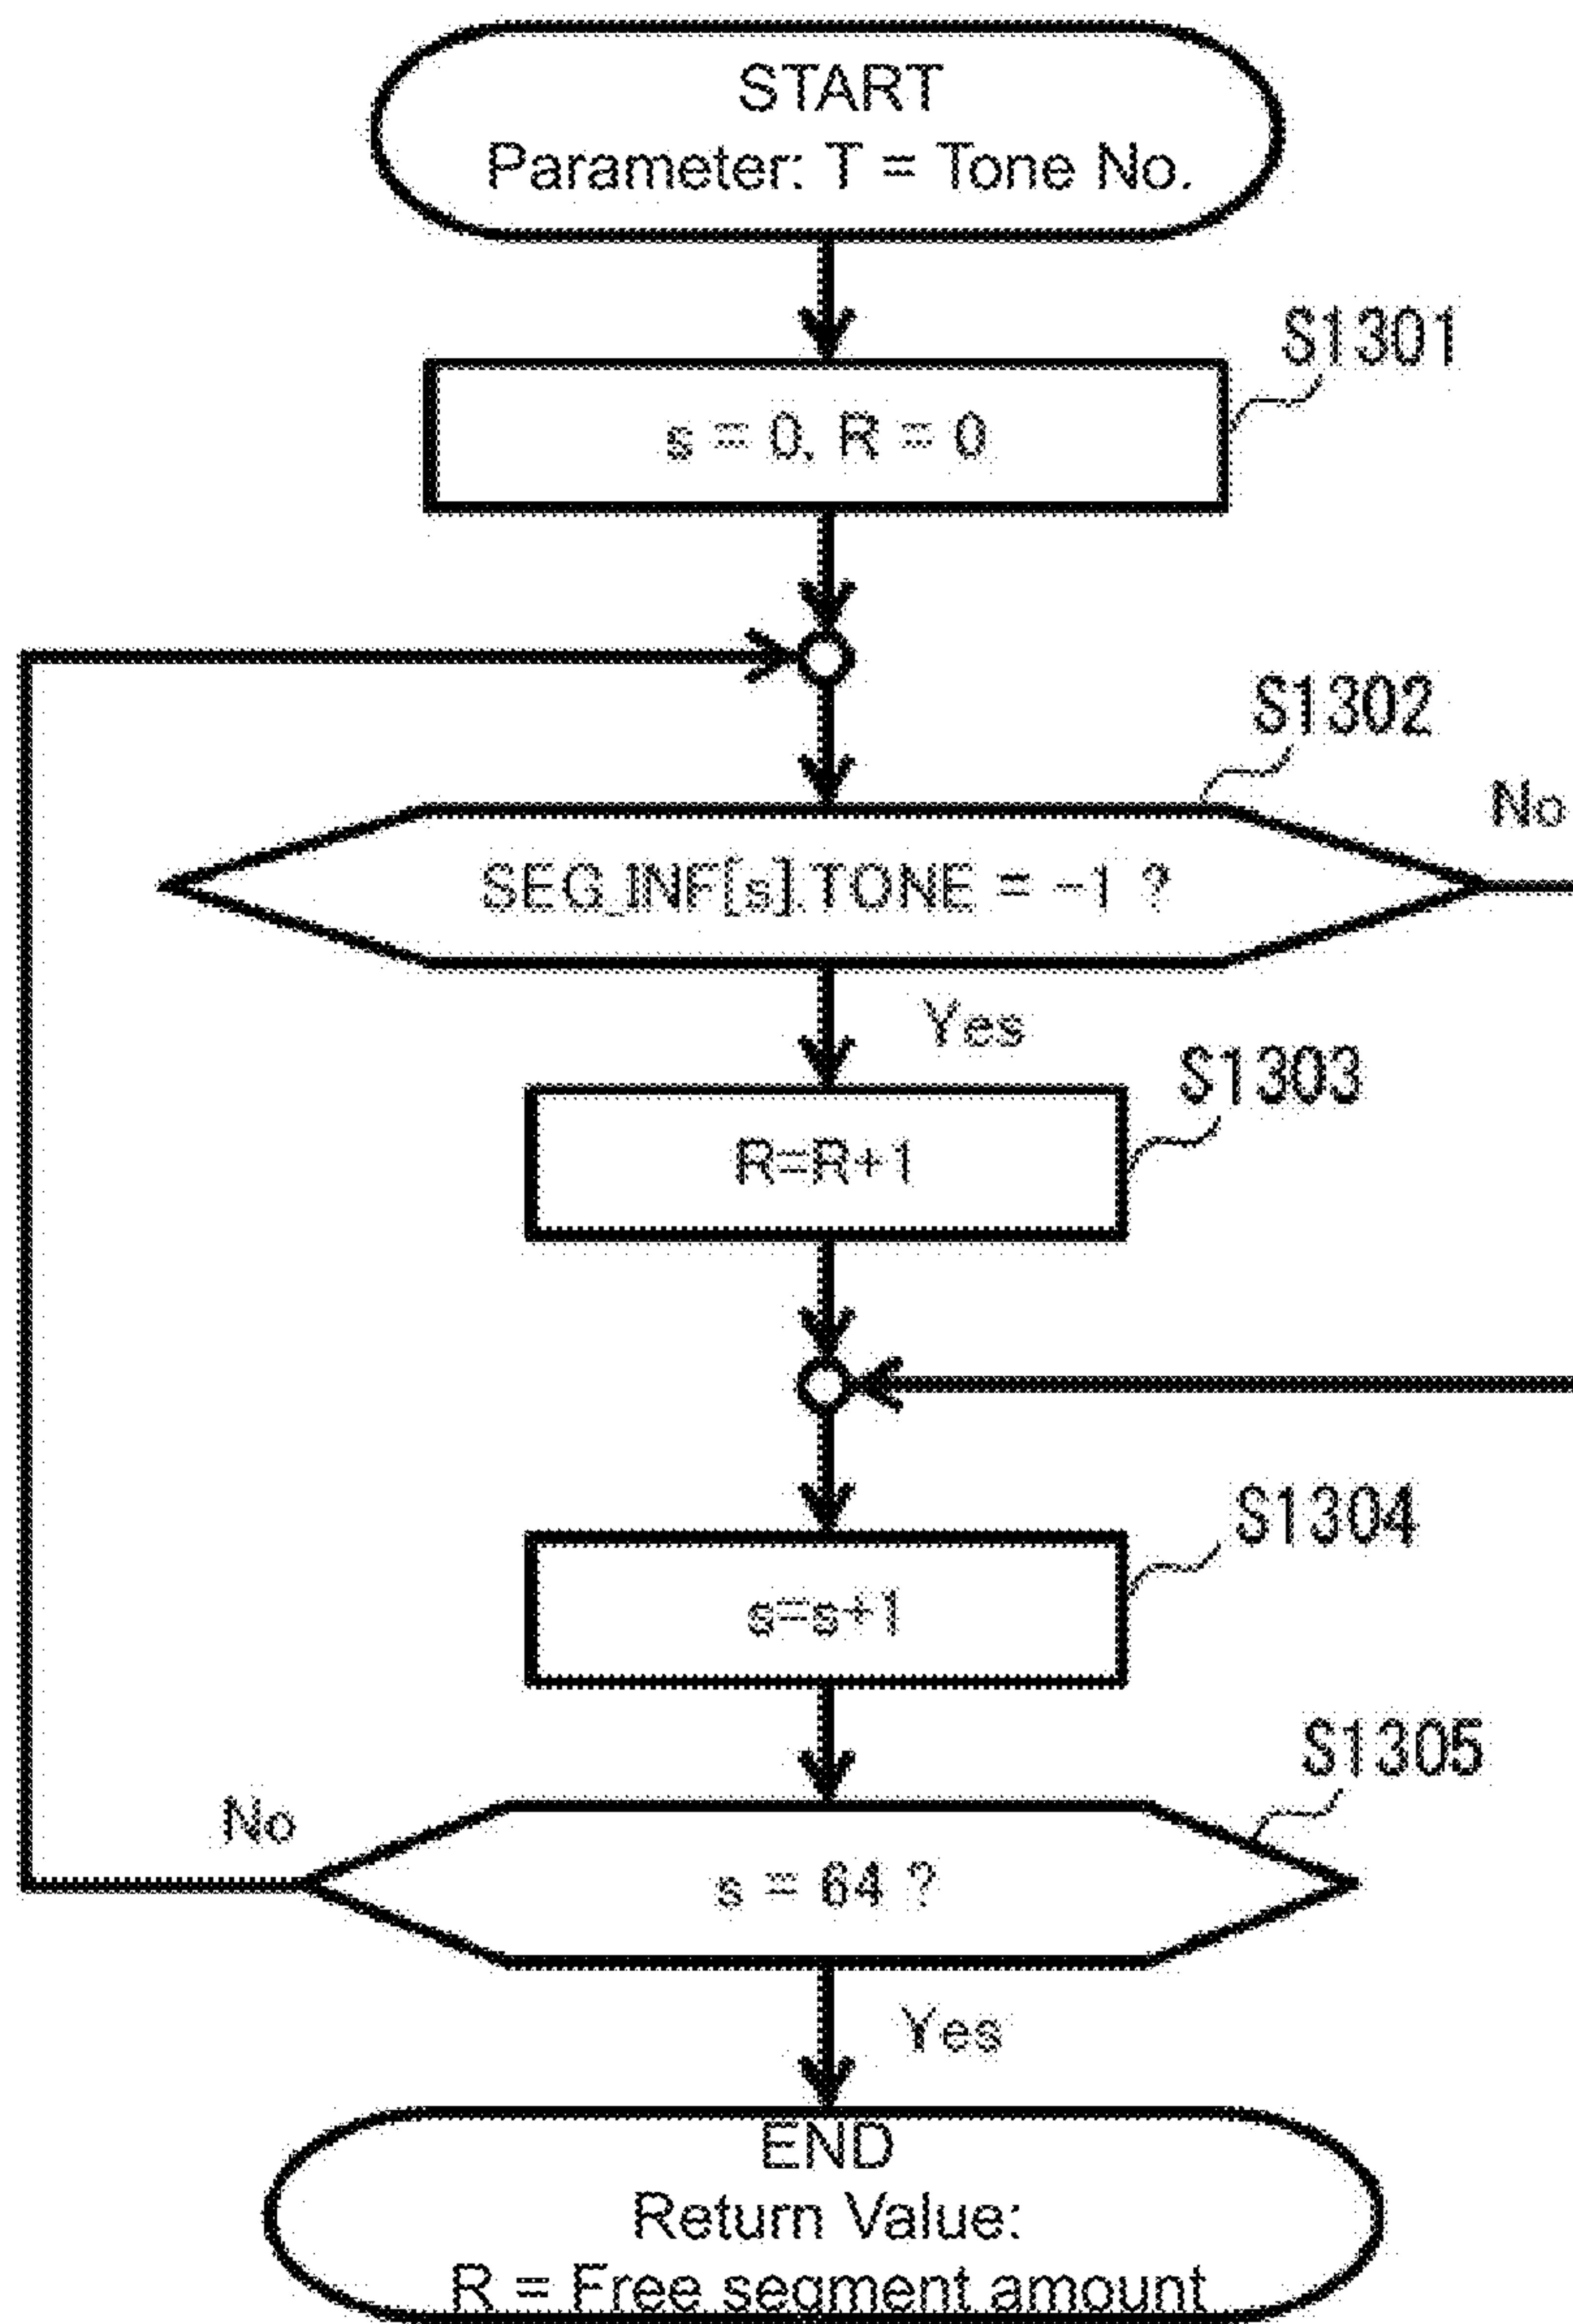 START
Parameter: T = Tone No.
S1301
s = 0, R = 0
S1302
No
SEG_INF[s].TONE = -1 ?
Yes
S1303
R=R+1
S1304
s=s+1
S1305
No
s = 64 ?
Yes
END
Return Value:
R = Free segment amount